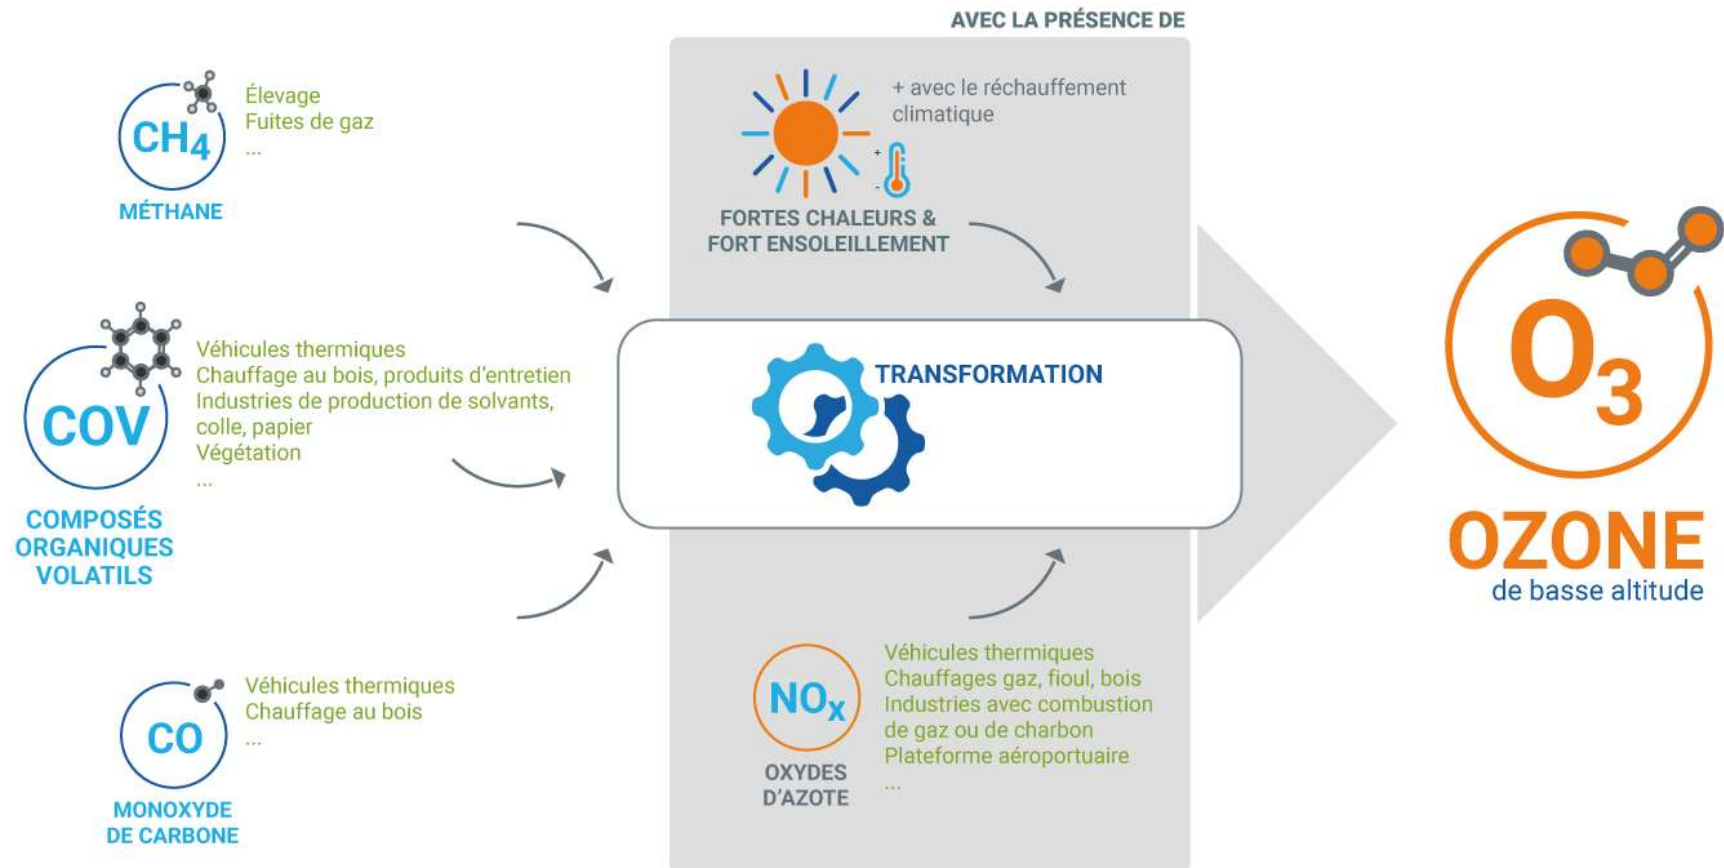 AVEC LA PRÉSENCE DE
CH4
Élevage
Fuites de gaz
...
MÉTHANE
+ avec le réchauffement
climatique
+
-
FORTES CHALEURS &
FORT ENSOLEILLEMENT
COV
Véhicules thermiques
Chauffage au bois, produits d'entretien
Industries de production de solvants,
colle, papier
Végétation
...
COMPOSÉS
ORGANIQUES
VOLATILS
TRANSFORMATION
O3
OZONE
de basse altitude
CO
Véhicules thermiques
Chauffage au bois
...
MONOXYDE
DE CARBONE
NOx
Véhicules thermiques
Chauffages gaz, fioul, bois
Industries avec combustion
de gaz ou de charbon
Plateforme aéroportuaire
...
OXYDES
D'AZOTE